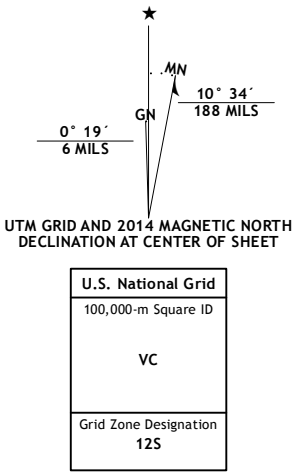 ★
MN
GN
10° 34´
188 MILS
0° 19´
6 MILS
UTM GRID AND 2014 MAGNETIC NORTH
DECLINATION AT CENTER OF SHEET
U.S. National Grid
100,000-m Square ID
VC
Grid Zone Designation
12S